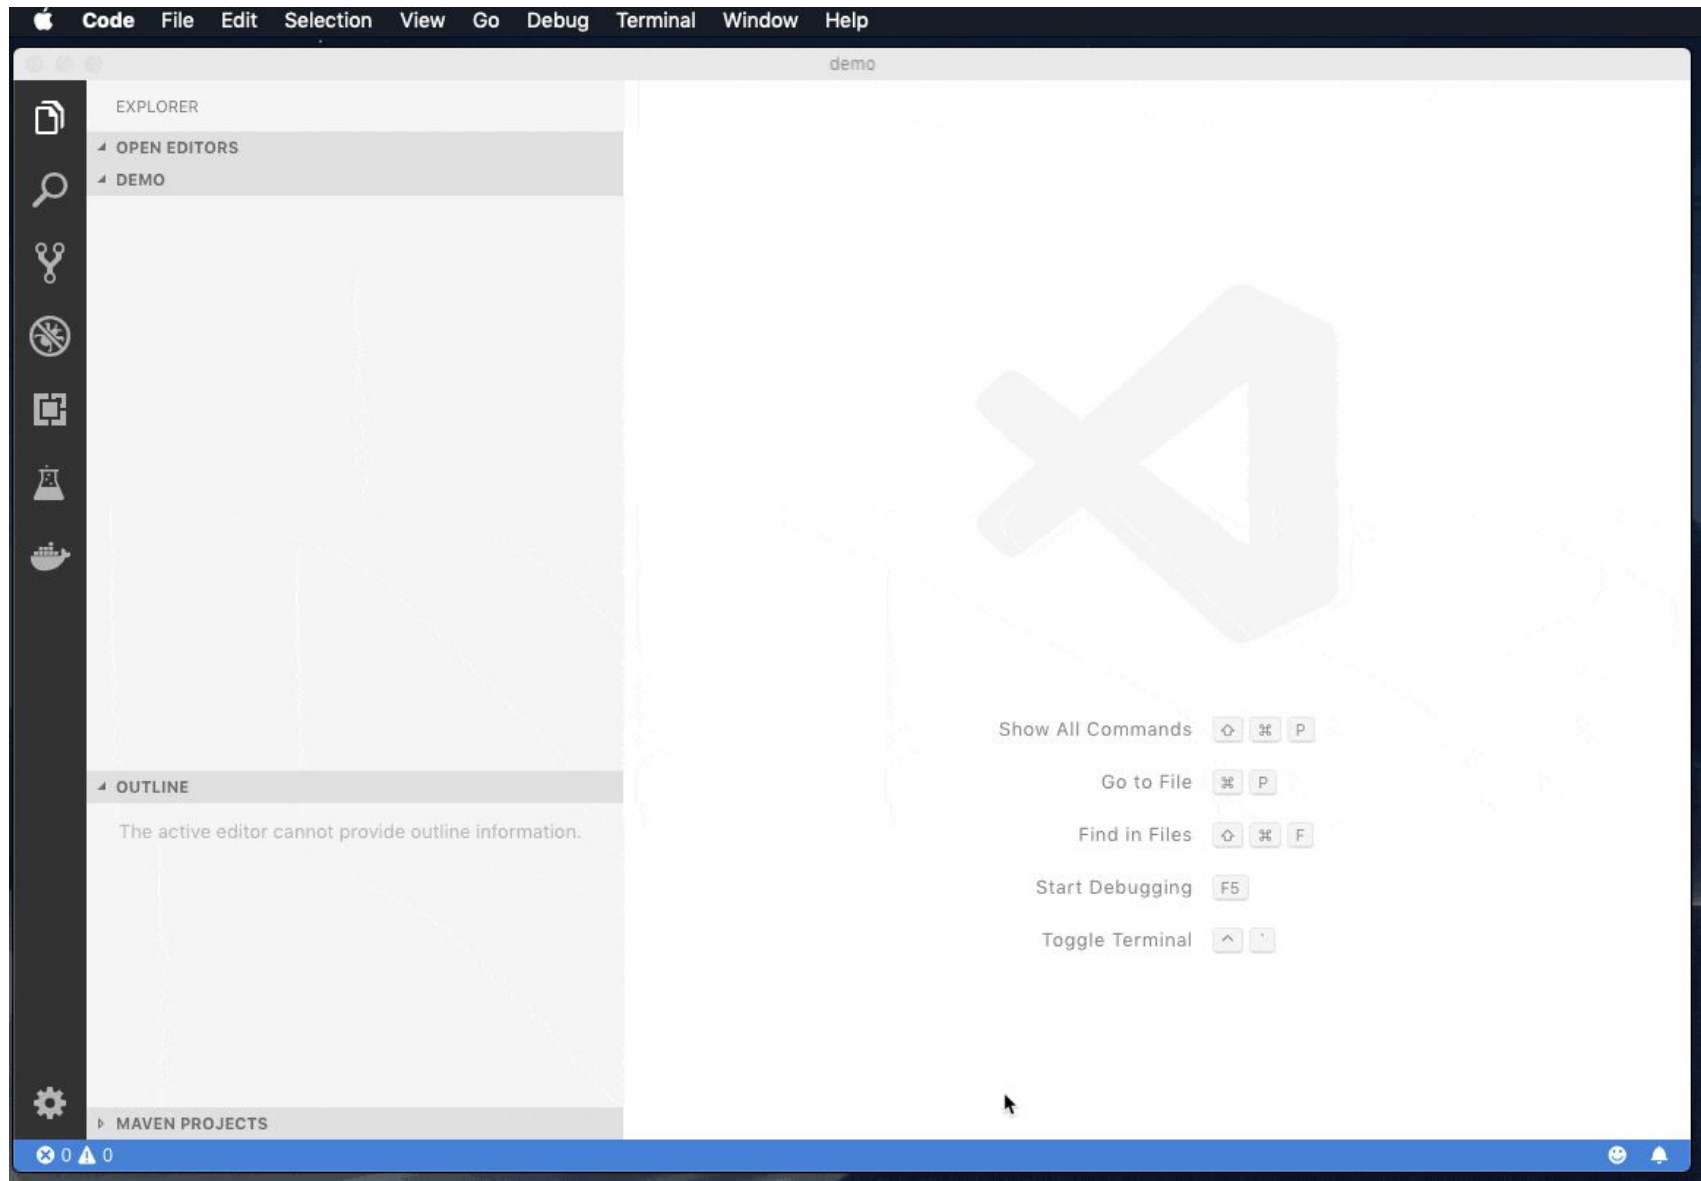 Code File Edit Selection View Go Debug Terminal Window Help
demo
EXPLORER
OPEN EDITORS
DEMO
Show All Commands ⇧ ⌘ P
Go to File ⌘ P
Find in Files ⇧ ⌘ F
Start Debugging F5
Toggle Terminal ^ `
OUTLINE
The active editor cannot provide outline information.
MAVEN PROJECTS
0 0